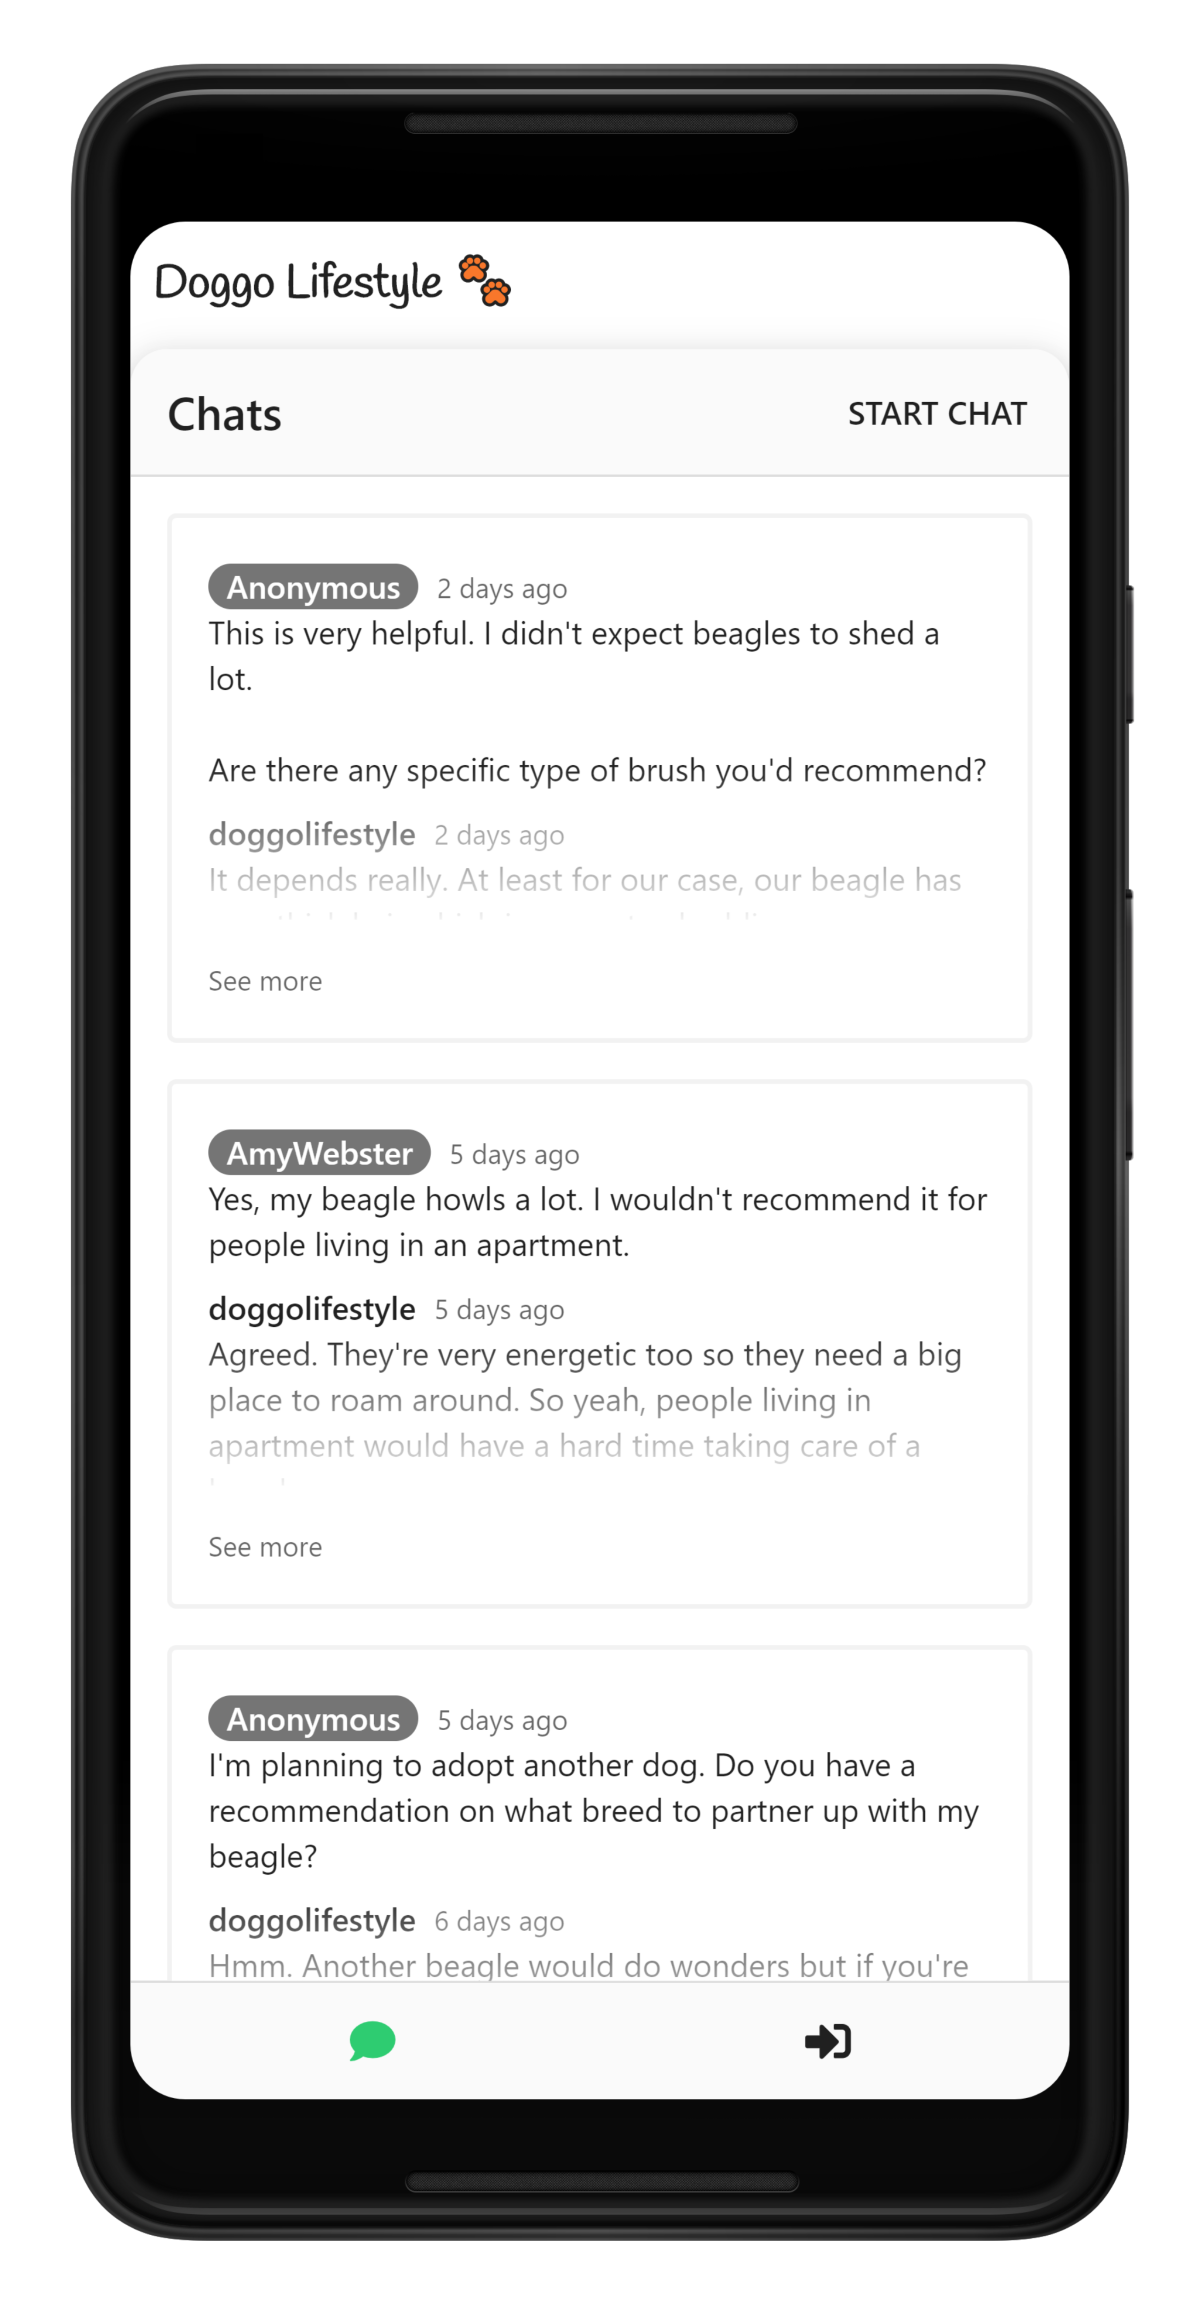 Doggo Lifestyle
Chats
START CHAT
Anonymous 2 days ago
This is very helpful. I didn't expect beagles to shed a
lot.
Are there any specific type of brush you'd recommend?
doggolifestyle 2 days ago
It depends really. At least for our case, our beagle has
See more
AmyWebster 5 days ago
Yes, my beagle howls a lot. I wouldn't recommend it for
people living in an apartment.
doggolifestyle 5 days ago
Agreed. They're very energetic too so they need a big
place to roam around. So yeah, people living in
apartment would have a hard time taking care of a
See more
Anonymous 5 days ago
I'm planning to adopt another dog. Do you have a
recommendation on what breed to partner up with my
beagle?
doggolifestyle 6 days ago
Hmm. Another beagle would do wonders but if you're